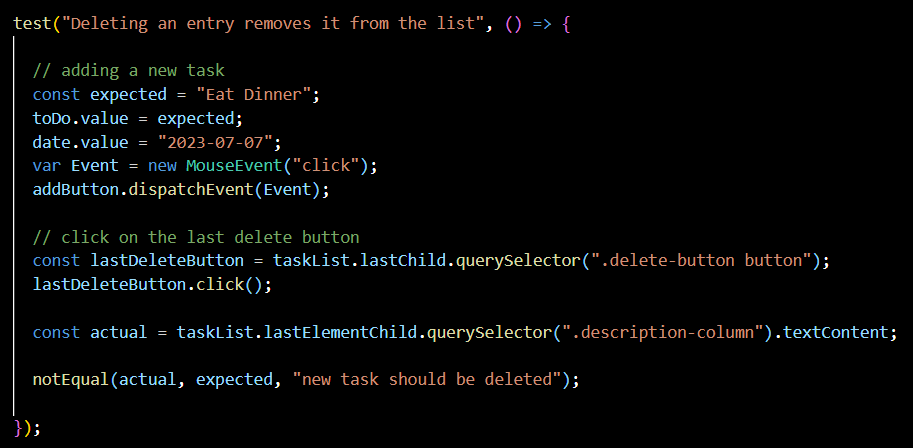 test("Deleting an entry removes it from the list", () => {
// adding a new task
const expected = "Eat Dinner";
toDo.value = expected;
date.value = "2023-07-07";
var Event = new MouseEvent("click");
addButton.dispatchEvent(Event);
// click on the last delete button
const lastDeleteButton = taskList.lastChild.querySelector(".delete-button button");
lastDeleteButton.click();
const actual = taskList.lastElementChild.querySelector(".description-column").textContent;
notEqual(actual, expected, "new task should be deleted");
});